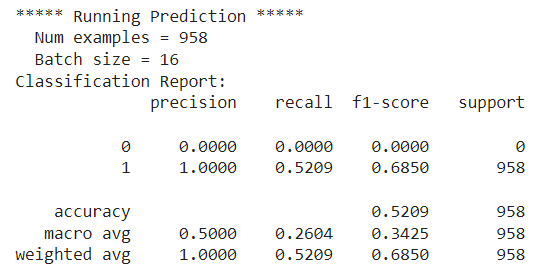 ***** Running Prediction *****
Num examples = 958
Batch size = 16
Classification Report:
precision recall f1-score support
0 0.0000 0.0000 0.0000 0
1 1.0000 0.5209 0.6850 958
accuracy 0.5209 958
macro avg 0.5000 0.2604 0.3425 958
weighted avg 1.0000 0.5209 0.6850 958